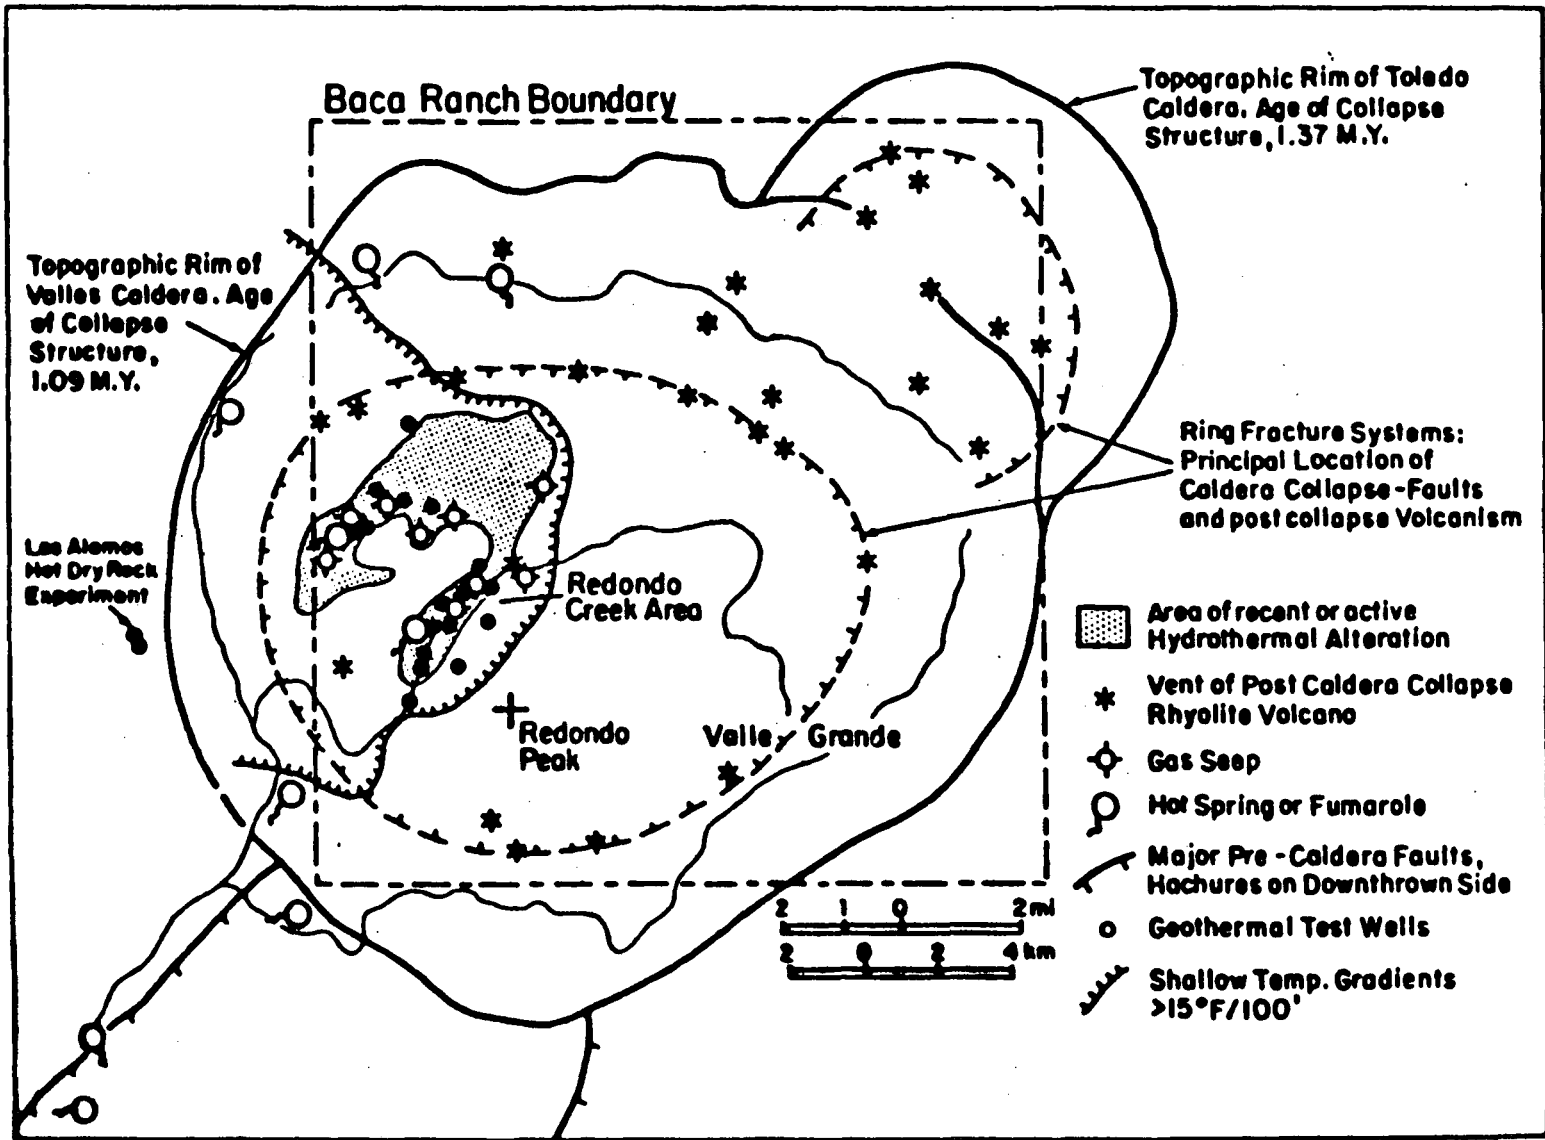 Baca Ranch Boundary
Topographic Rim of Toledo
Caldera. Age of Collapse
Structure, 1.37 M.Y.
Topographic Rim of
Valles Caldera. Age
of Collapse
Structure,
1.09 M.Y.
Ring Fracture Systems:
Principal Location of
Caldera Collapse-Faults
and post collapse Volcanism
Los Alamos
Hot Dry Rock
Experiment
Redondo
Creek Area
Redondo
Peak
Valle Grande
Area of recent or active
Hydrothermal Alteration
Vent of Post Caldera Collapse
Rhyolite Volcano
Gas Seep
Hot Spring or Fumarole
Major Pre-Caldera Faults,
Hachures on Downthrown Side
Geothermal Test Wells
Shallow Temp. Gradients
>15°F/100'
2 1 0 2 mi
2 0 2 4 km